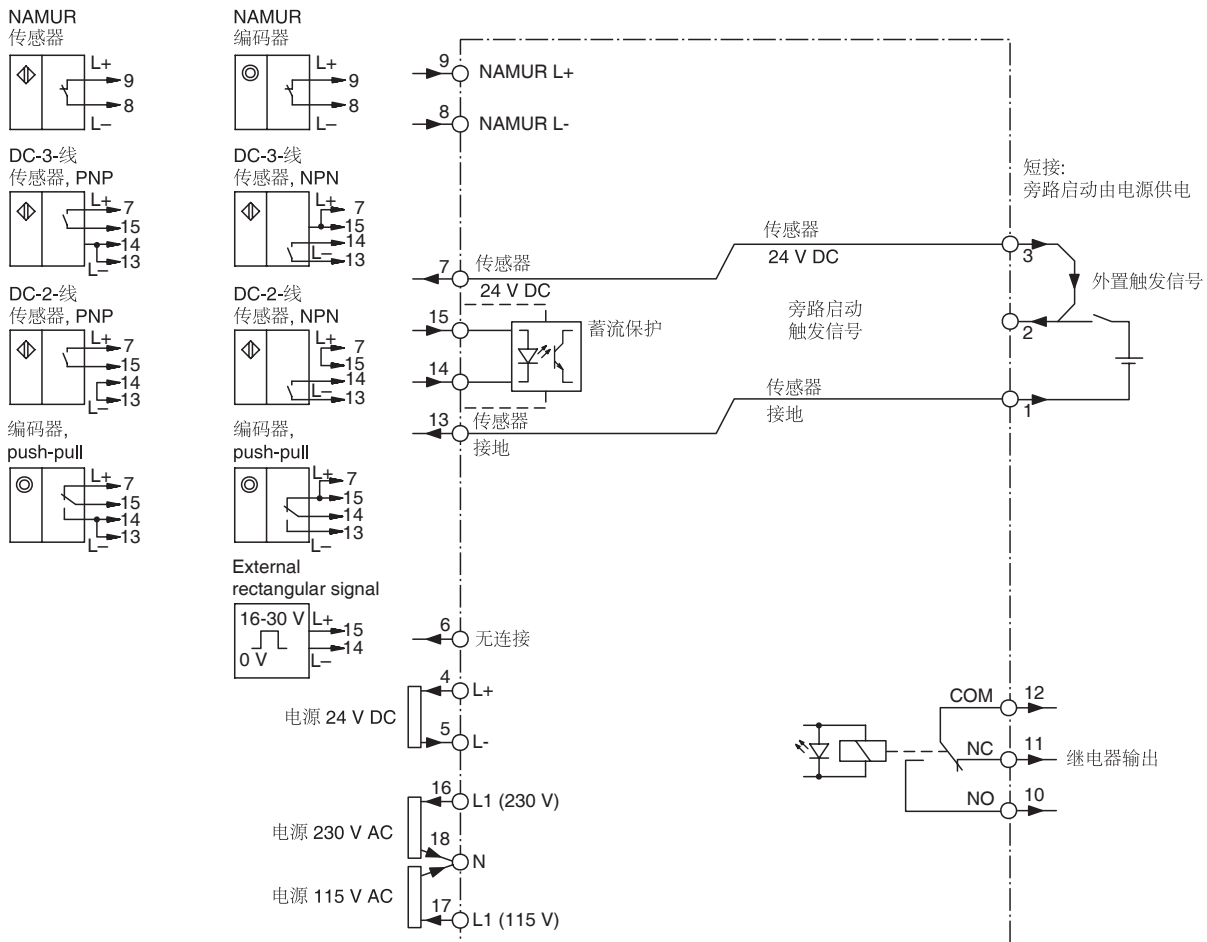 NAMUR
传感器
L+
9
8
L–
NAMUR
编码器
L+
9
8
L–
DC-3-线
传感器, PNP
L+
7
15
14
13
L–
DC-3-线
传感器, NPN
L+
7
15
14
L–
13
DC-2-线
传感器, PNP
L+
7
15
14
13
L–
DC-2-线
传感器, NPN
L+
7
15
14
L–
13
编码器,
push-pull
L+
7
15
14
13
L–
编码器,
push-pull
L+
7
15
14
13
L–
External
rectangular signal
16-30 V
0 V
L+
15
14
L–
9
NAMUR L+
8
NAMUR L-
7
传感器
24 V DC
15
14
蓄流保护
13
传感器
接地
6
无连接
电源 24 V DC
4
L+
5
L-
电源 230 V AC
16
L1 (230 V)
18
N
电源 115 V AC
17
L1 (115 V)
短接:
旁路启动由电源供电
传感器
24 V DC
3
外置触发信号
旁路启动
触发信号
2
传感器
接地
1
COM
12
NC
11
继电器输出
NO
10